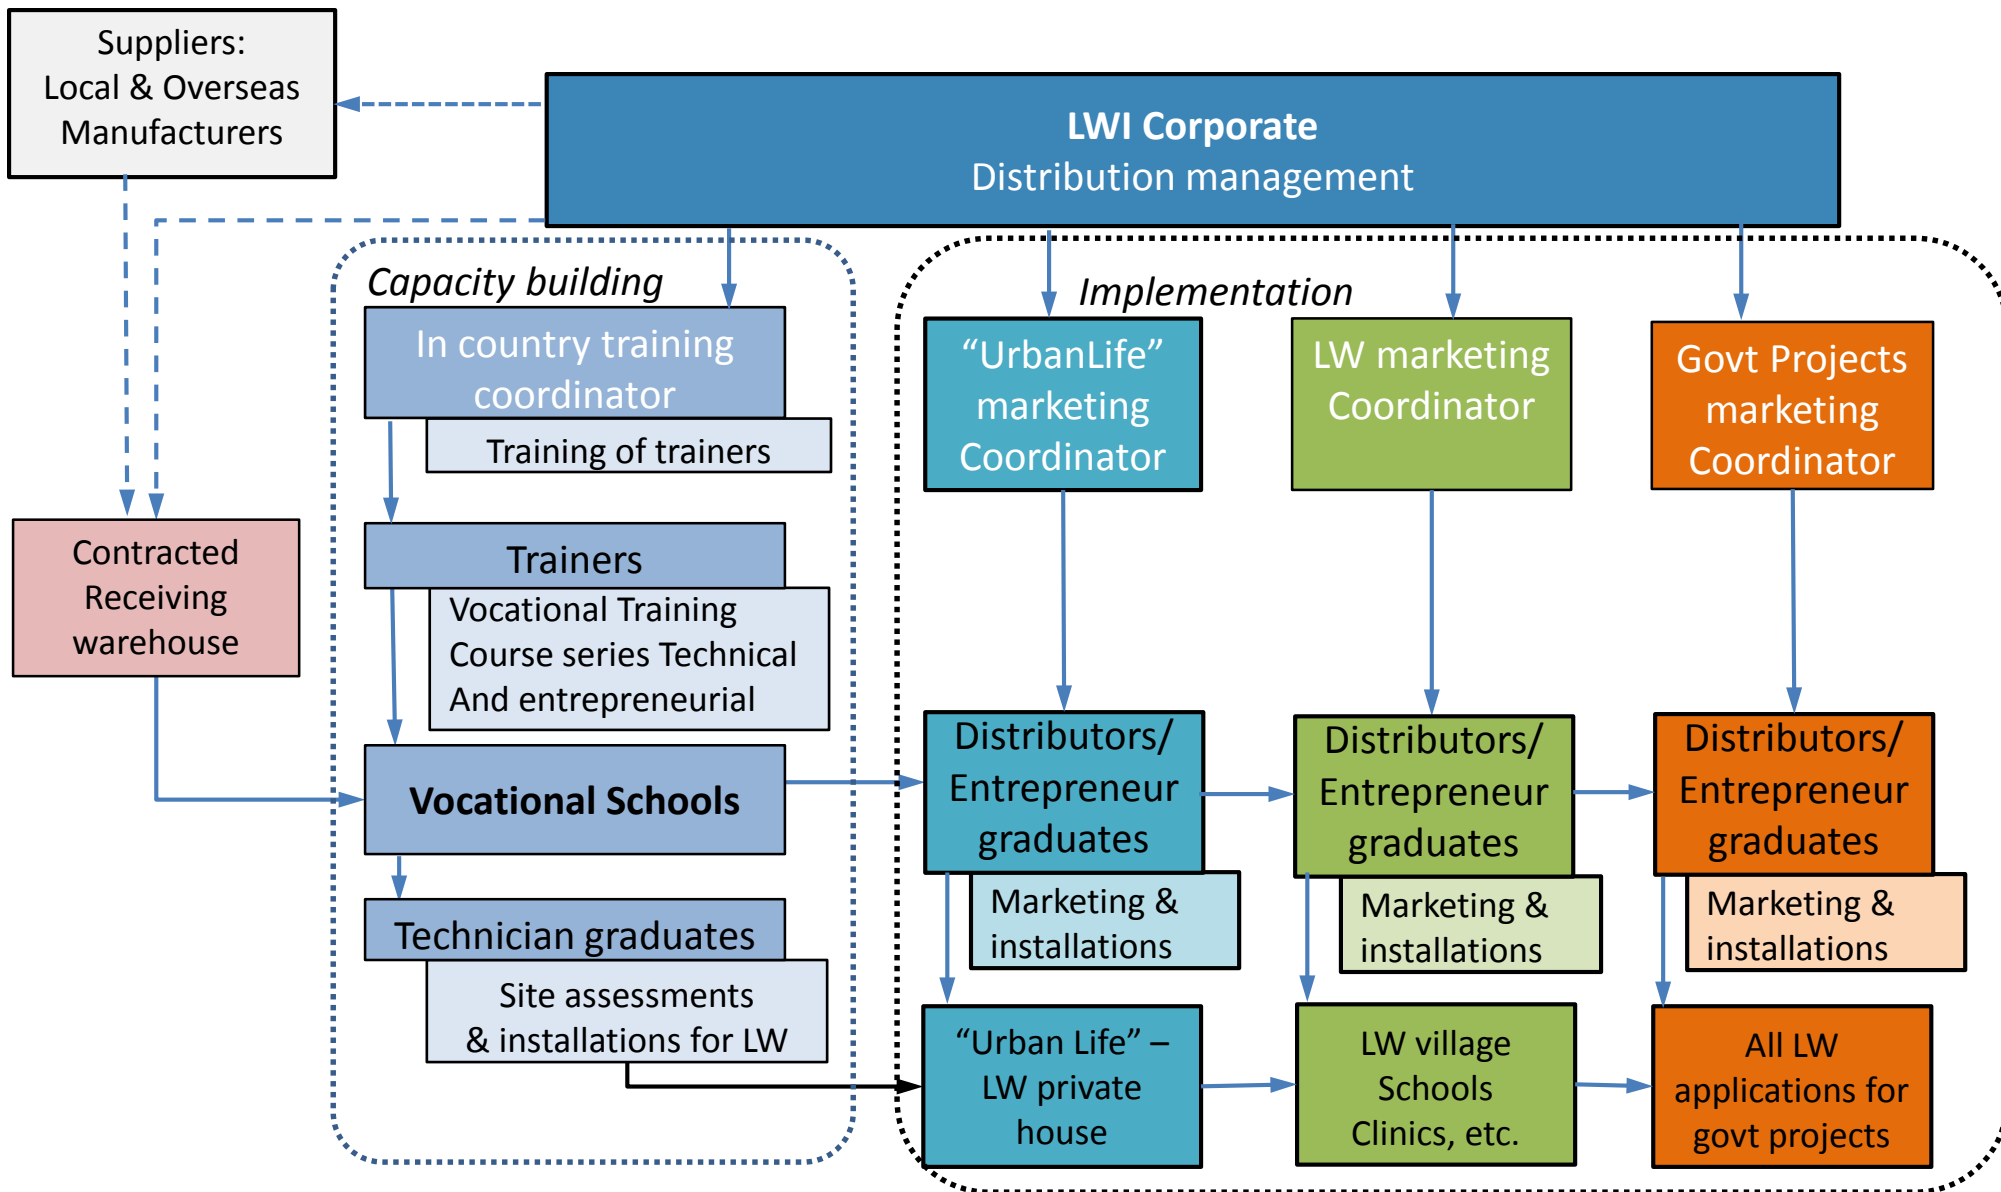 Suppliers:
Local & Overseas
Manufacturers
LWI Corporate
Distribution management
Capacity building
In country training
coordinator
Training of trainers
Trainers
Vocational Training
Course series Technical
And entrepreneurial
Vocational Schools
Technician graduates
Site assessments
& installations for LW
Contracted
Receiving
warehouse
Implementation
“UrbanLife”
marketing
Coordinator
LW marketing
Coordinator
Govt Projects
marketing
Coordinator
Distributors/
Entrepreneur
graduates
Marketing &
installations
Distributors/
Entrepreneur
graduates
Marketing &
installations
Distributors/
Entrepreneur
graduates
Marketing &
installations
“Urban Life” –
LW private
house
LW village
Schools
Clinics, etc.
All LW
applications for
govt projects